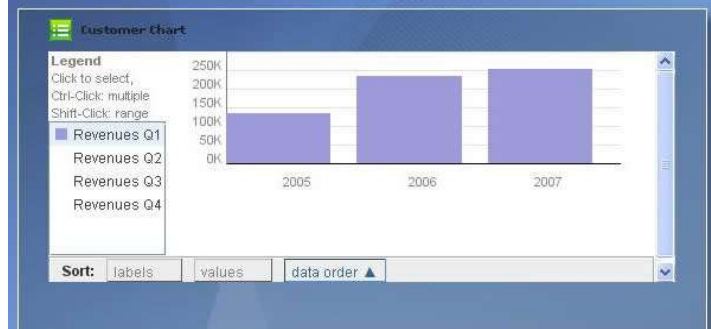 Customer Chart
Legend
Click to select,
Ctrl-Click: multiple
Shift-Click: range
Revenues Q1
Revenues Q2
Revenues Q3
Revenues Q4
250K
200K
150K
100K
50K
0K
2005 2006 2007
Sort: labels values data order ▲